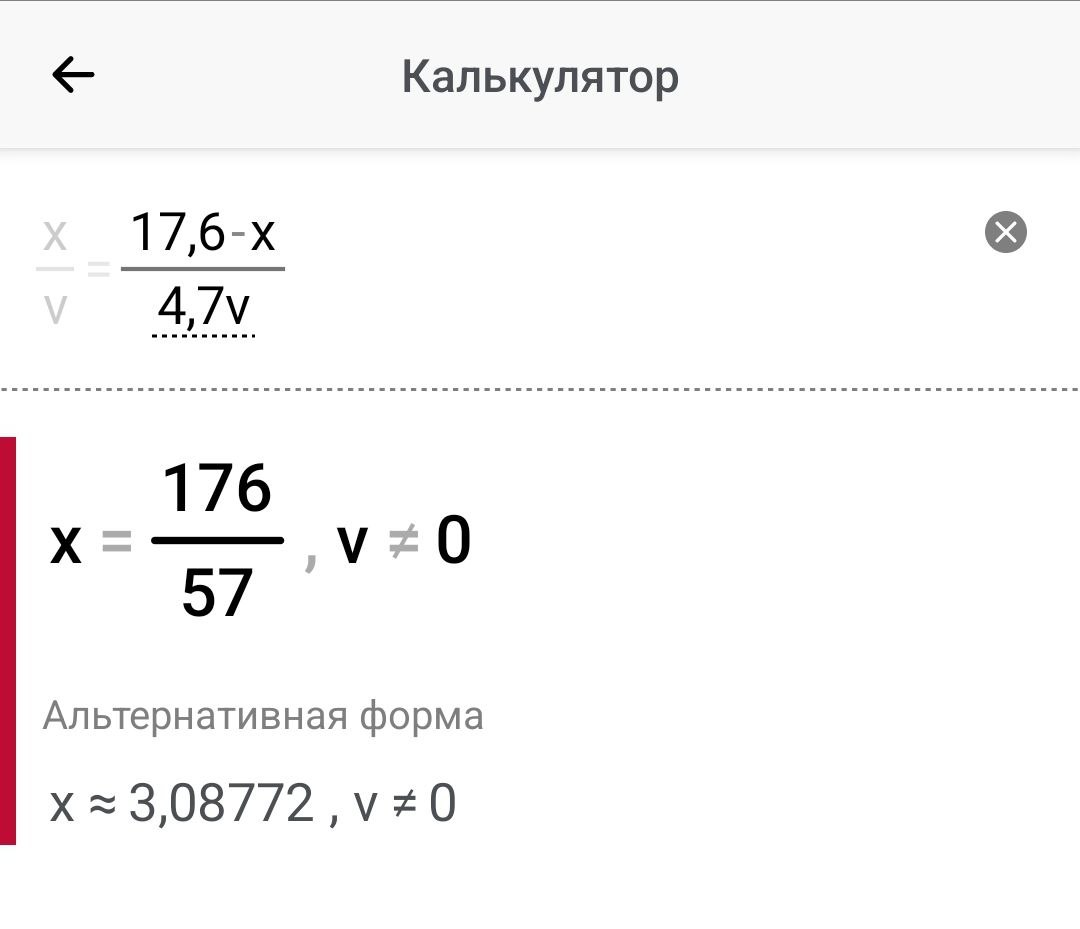 Калькулятор
x/v = 17,6-x/4,7v
x = 176/57 , v ≠ 0
Альтернативная форма
x ≈ 3,08772 , v ≠ 0